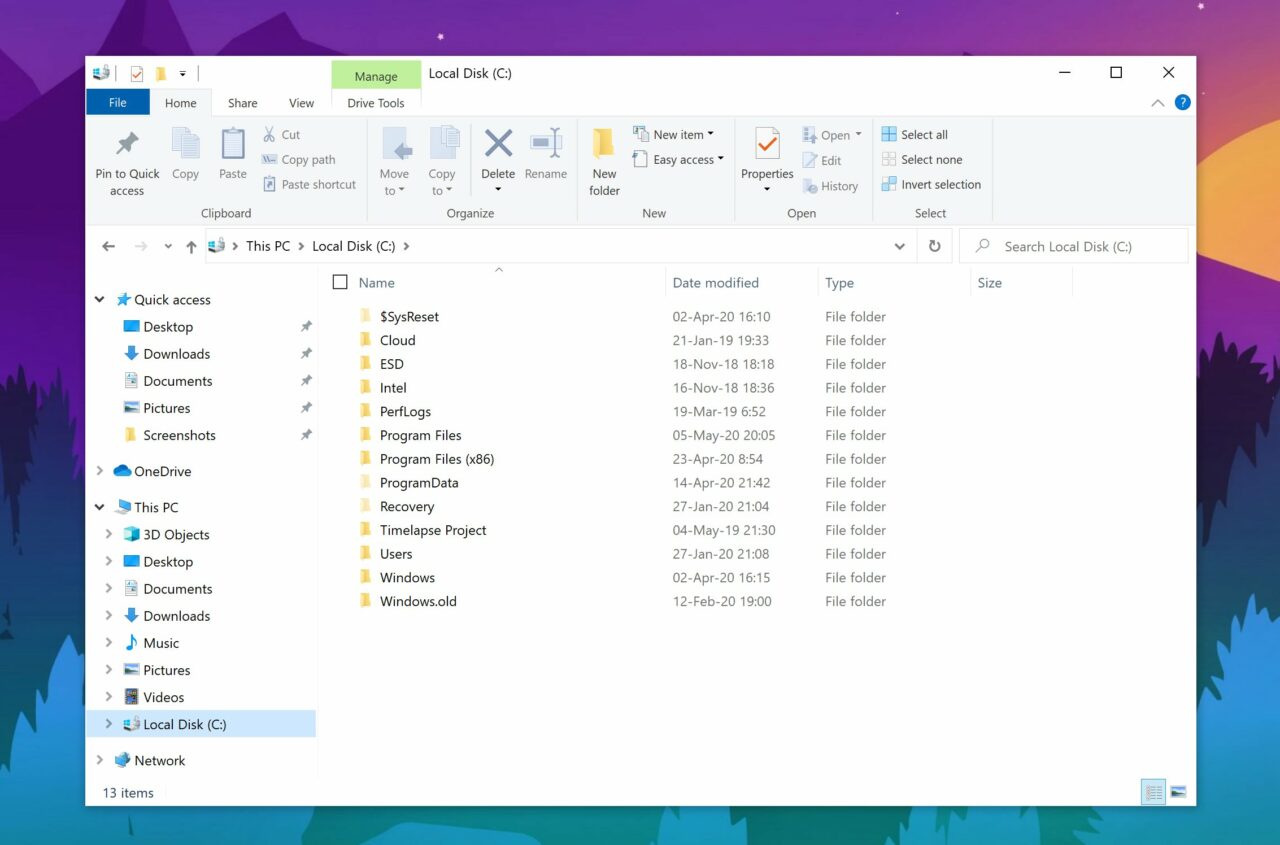 Manage Local Disk (C:)
File Home Share View Drive Tools ?
Pin to Quick access
Copy
Paste
Cut
Copy path
Paste shortcut
Clipboard
Move to
Copy to
Delete
Rename
Organize
New folder
New item
Easy access
New
Properties
Open
Edit
History
Open
Select all
Select none
Invert selection
Select
This PC Local Disk (C:)
Search Local Disk (C:)
Quick access
Desktop
Downloads
Documents
Pictures
Screenshots
OneDrive
This PC
3D Objects
Desktop
Documents
Downloads
Music
Pictures
Videos
Local Disk (C:)
Network
Name Date modified Type Size
$SysReset 02-Apr-20 16:10 File folder
Cloud 21-Jan-19 19:33 File folder
ESD 18-Nov-18 18:18 File folder
Intel 16-Nov-18 18:36 File folder
PerfLogs 19-Mar-19 6:52 File folder
Program Files 05-May-20 20:05 File folder
Program Files (x86) 23-Apr-20 8:54 File folder
ProgramData 14-Apr-20 21:42 File folder
Recovery 27-Jan-20 21:04 File folder
Timelapse Project 04-May-19 21:30 File folder
Users 27-Jan-20 21:08 File folder
Windows 02-Apr-20 16:15 File folder
Windows.old 12-Feb-20 19:00 File folder
13 items